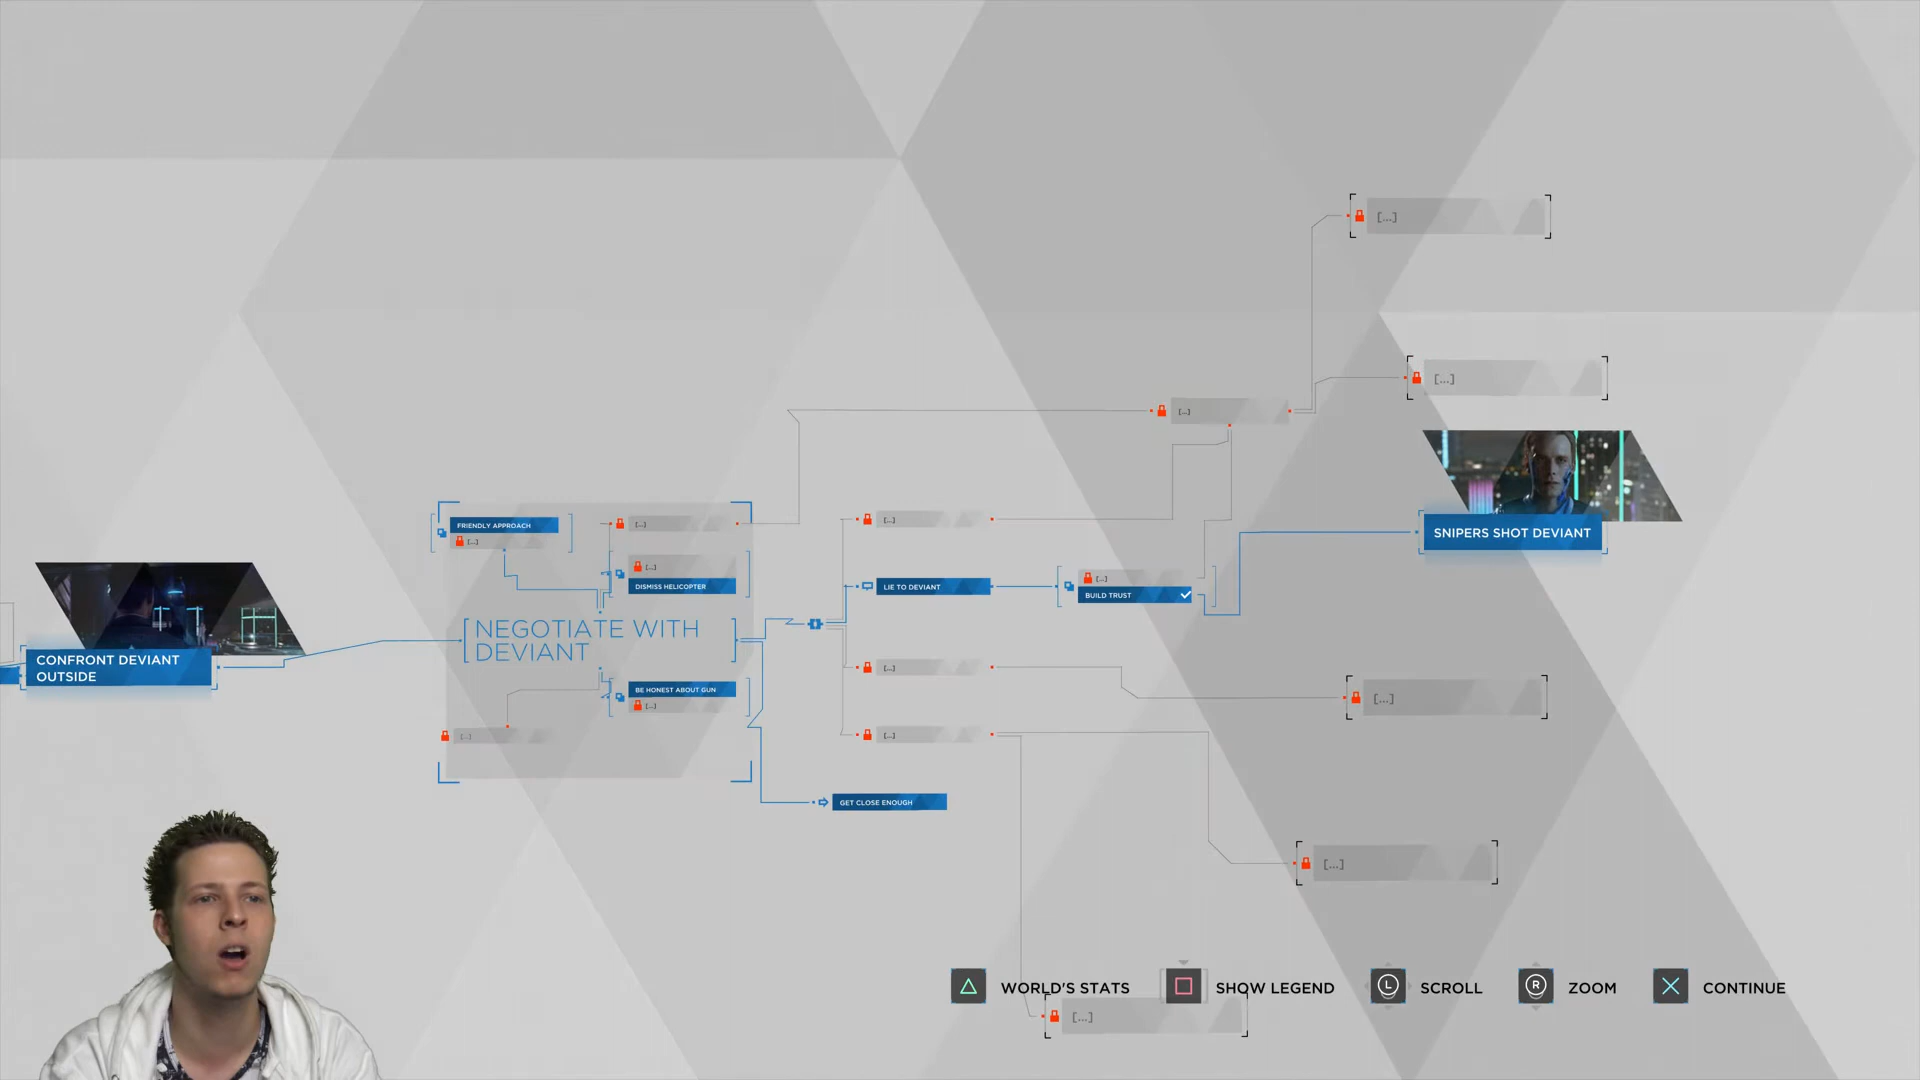 [...]
[...]
[...]
FRIENDLY APPROACH
[...]
[...]
[...]
DISMISS HELICOPTER
[...]
LIE TO DEVIANT
[...]
BUILD TRUST
SNIPERS SHOT DEVIANT
NEGOTIATE WITH
DEVIANT
CONFRONT DEVIANT
OUTSIDE
BE HONEST ABOUT GUN
[...]
[...]
[...]
[...]
[...]
GET CLOSE ENOUGH
[...]
WORLD'S STATS
SHOW LEGEND
L
SCROLL
R
ZOOM
CONTINUE
[...]